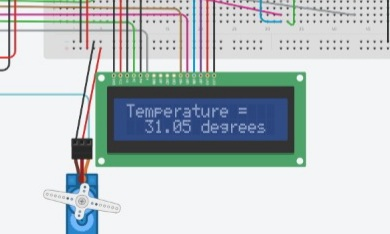 Temperature =
31.05 degrees